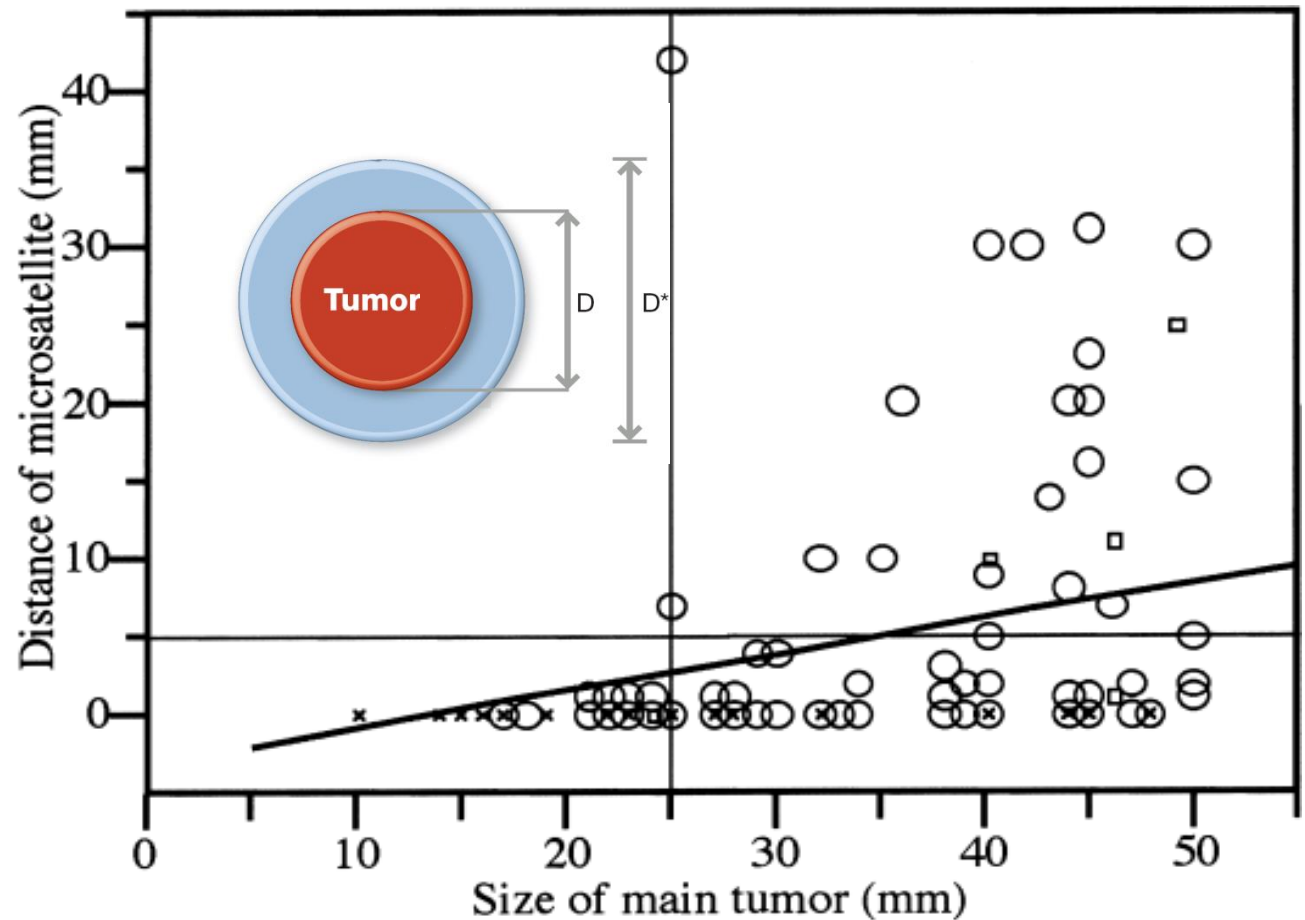 Distance of microsatellite (mm)
40
30
20
10
0
Tumor
D
D*
0 10 20 30 40 50
Size of main tumor (mm)